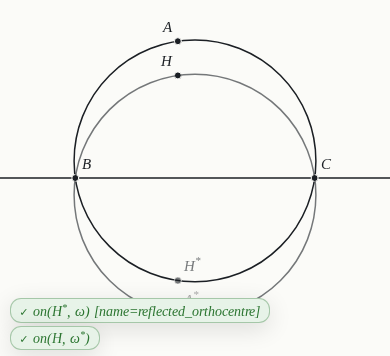 A
H
B
C
H*
✓ on(H*, ω) [name=reflected_orthocentre]
✓ on(H, ω*)